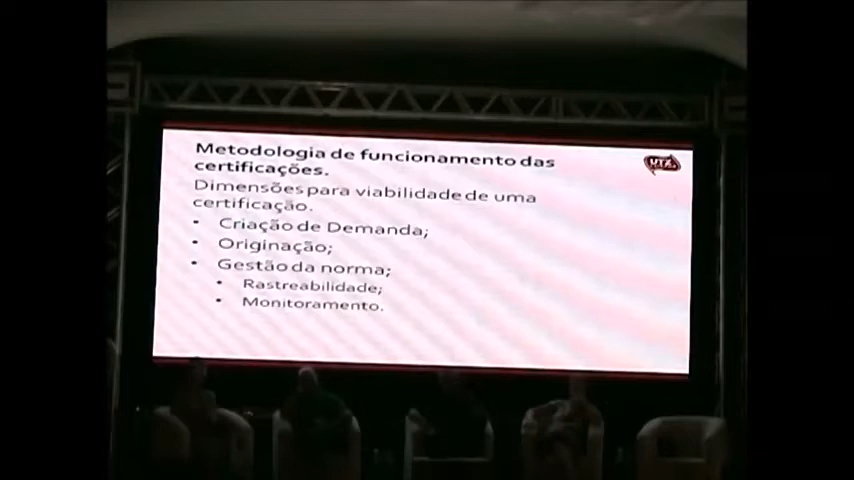 Metodologia de funcionamento das
certificações.
UTZ
Dimensões para viabilidade de uma
certificação.
• Criação de Demanda;
• Originação;
• Gestão da norma;
• Rastreabilidade;
• Monitoramento.